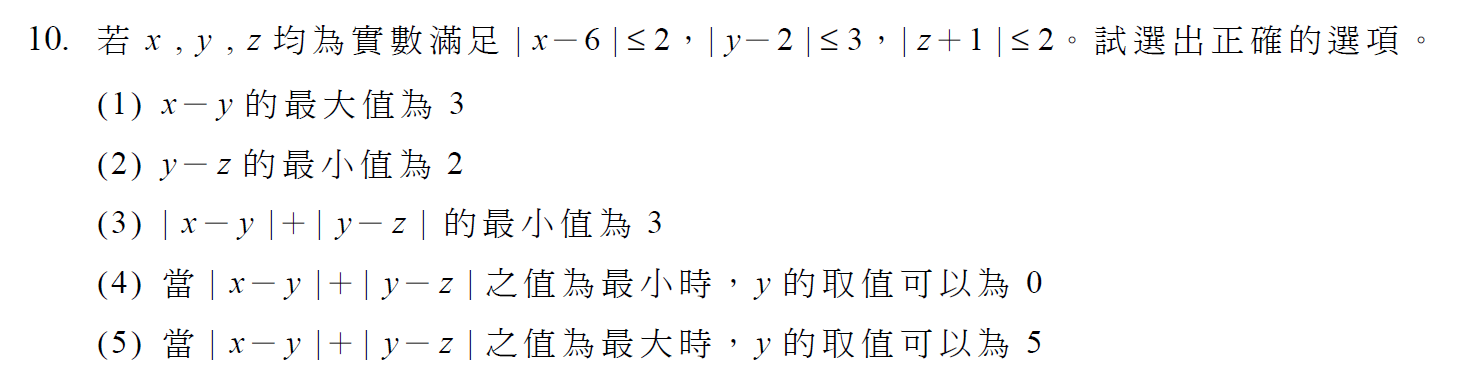 10. 若 x , y , z 均為實數滿足 | x－6 | ≤ 2，| y－2 | ≤ 3，| z＋1 | ≤ 2。試選出正確的選項。
(1) x－y 的最大值為 3
(2) y－z 的最小值為 2
(3) | x－y |＋| y－z | 的最小值為 3
(4) 當 | x－y |＋| y－z | 之值為最小時，y 的取值可以為 0
(5) 當 | x－y |＋| y－z | 之值為最大時，y 的取值可以為 5